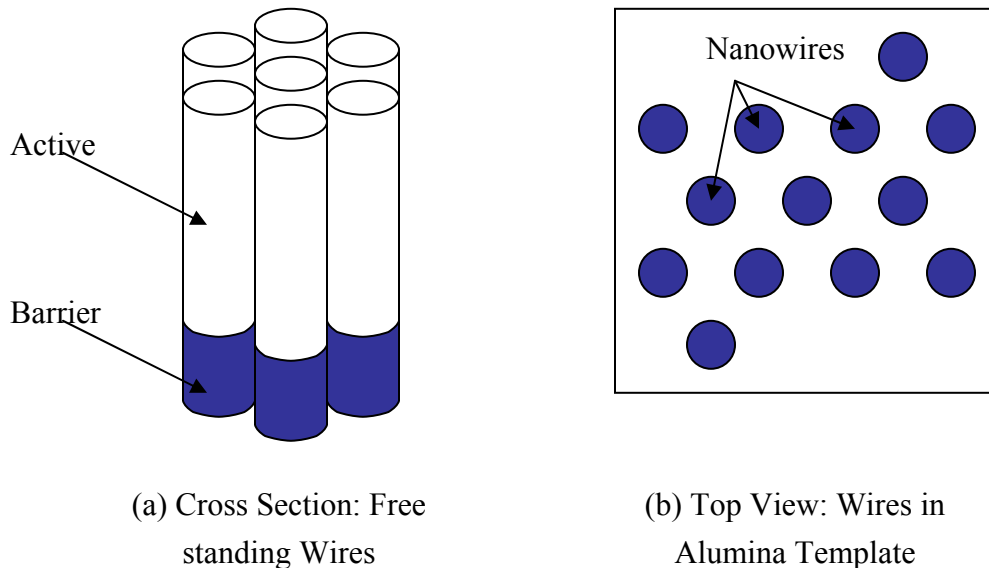 Active
Barrier
(a) Cross Section: Free
standing Wires
Nanowires
(b) Top View: Wires in
Alumina Template